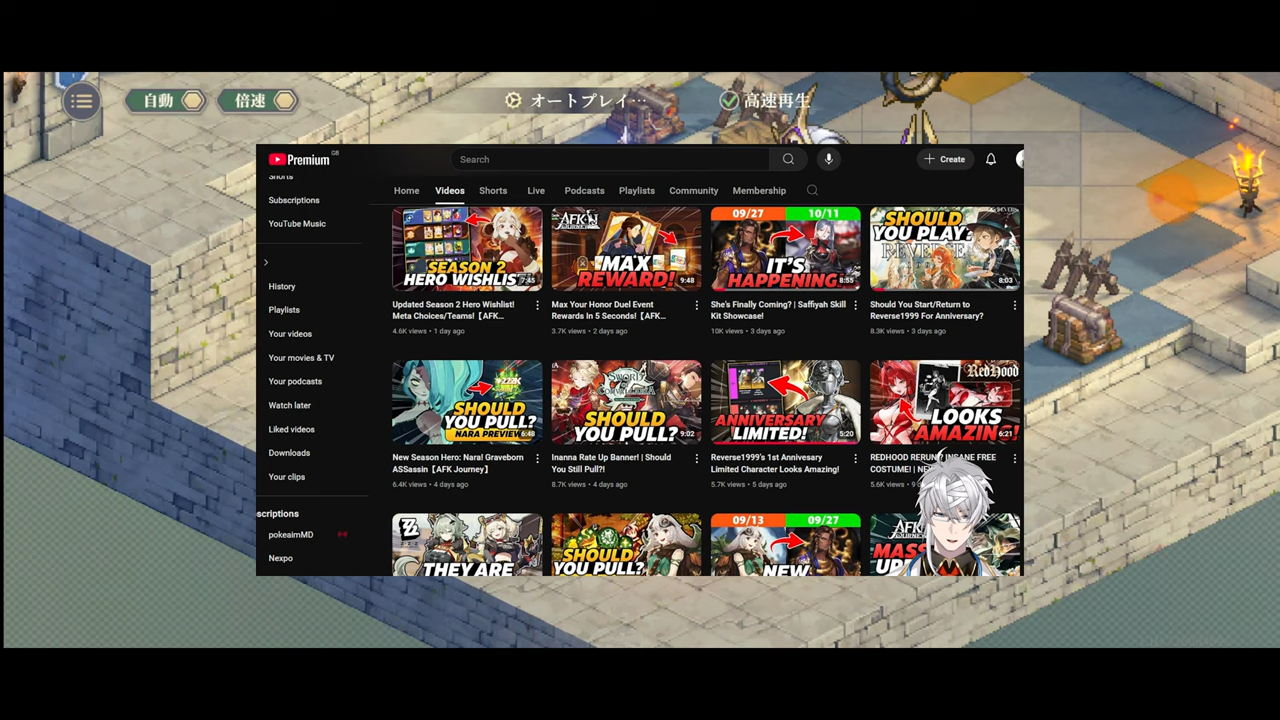 自動
倍速
オートプレイ…
高速再生
Premium GB
Search
Create
Shorts
Subscriptions
YouTube Music
History
Playlists
Your videos
Your movies & TV
Your podcasts
Watch later
Liked videos
Downloads
Your clips
scriptions
pokeaimMD
Nexpo
Home
Videos
Shorts
Live
Podcasts
Playlists
Community
Membership
SEASON 2
HERO WISHLIS
7:45
Updated Season 2 Hero Wishlist!
Meta Choices/Teams!【AFK...
4.6K views • 1 day ago
AFK
MAX
REWARD!
9:48
Max Your Honor Duel Event
Rewards In 5 Seconds!【AFK...
3.7K views • 2 days ago
09/27
10/11
IT'S
HAPPENING
8:55
She's Finally Coming? | Saffiyah Skill
Kit Showcase!
10K views • 3 days ago
SHOULD
YOU PLAY?
REVERSE
8:03
Should You Start/Return to
Reverse1999 For Anniversary?
8.3K views • 3 days ago
SHOULD
YOU PULL?
NARA PREVIEW
6:48
New Season Hero: Nara! Graveborn
ASSassin【AFK Journey】
6.4K views • 4 days ago
SWORD
SHOULD
YOU PULL?
9:02
Inanna Rate Up Banner! | Should
You Still Pull?!
8.7K views • 4 days ago
ANNIVERSARY
LIMITED!
5:20
Reverse1999's 1st Annivesary
Limited Character Looks Amazing!
5.7K views • 5 days ago
RED HOOD
LOOKS
AMAZING!
6:21
REDHOOD RERUN? INSANE FREE
COSTUME! |
5.6K views •
THEY ARE
SHOULD
YOU PULL?
09/13
09/27
NEW
AFK
JOURNEY
MASS